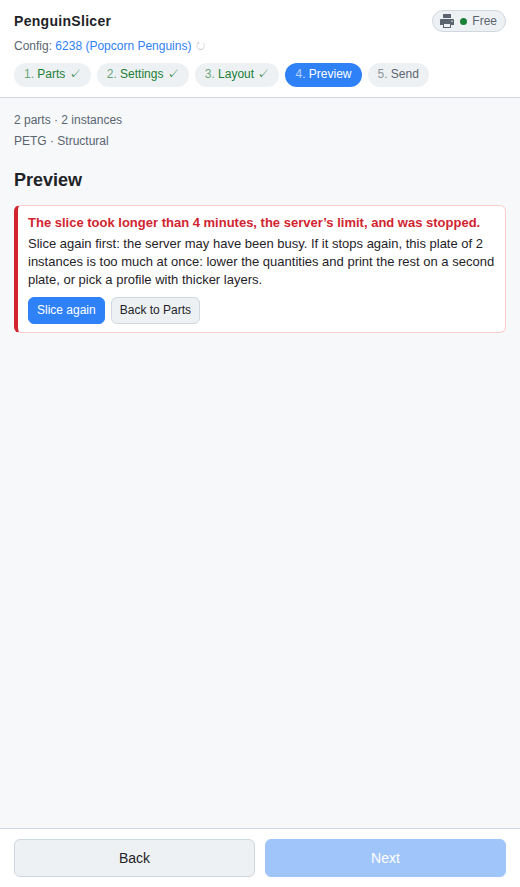 PenguinSlicer
Free
Config: 6238 (Popcorn Penguins)
1. Parts ✓ 2. Settings ✓ 3. Layout ✓ 4. Preview 5. Send
2 parts · 2 instances
PETG · Structural
Preview
The slice took longer than 4 minutes, the server’s limit, and was stopped.
Slice again first: the server may have been busy. If it stops again, this plate of 2
instances is too much at once: lower the quantities and print the rest on a second
plate, or pick a profile with thicker layers.
Slice again Back to Parts
Back Next